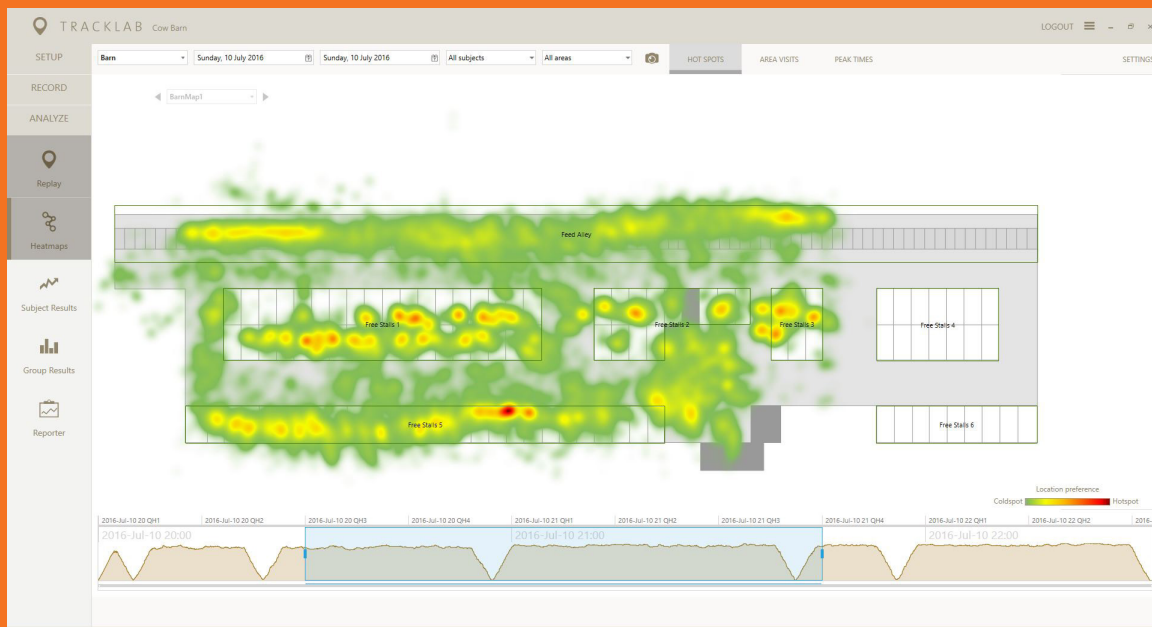 TRACKLAB Cow Barn
LOGOUT
SETUP
Barn
Sunday, 10 July 2016
Sunday, 10 July 2016
All subjects
All areas
HOT SPOTS
AREA VISITS
PEAK TIMES
SETTINGS
RECORD
BarnMap1
ANALYZE
Replay
Heatmaps
Subject Results
Group Results
Reporter
Feed Alley
Free Stalls 1
Free Stalls 2
Free Stalls 3
Free Stalls 4
Free Stalls 5
Free Stalls 6
Location preference
Coldspot
Hotspot
2016-Jul-10 20 QH1
2016-Jul-10 20 QH2
2016-Jul-10 20 QH3
2016-Jul-10 20 QH4
2016-Jul-10 21 QH1
2016-Jul-10 21 QH2
2016-Jul-10 21 QH3
2016-Jul-10 21 QH4
2016-Jul-10 22 QH1
2016-Jul-10 22 QH2
2016-
2016-Jul-10 20:00
2016-Jul-10 21:00
2016-Jul-10 22:00